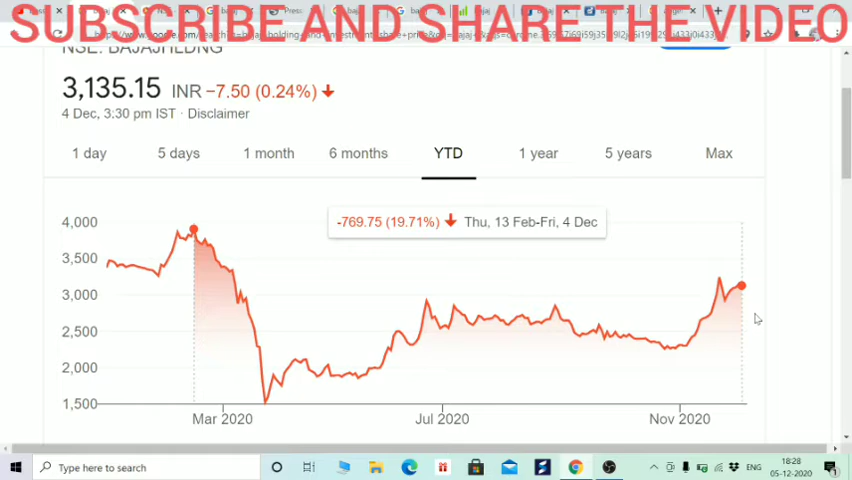 SUBSCRIBE AND SHARE THE VIDEO
NSE: BAJAJHLDNG
3,135.15 INR −7.50 (0.24%)
4 Dec, 3:30 pm IST · Disclaimer
1 day 5 days 1 month 6 months YTD 1 year 5 years Max
-769.75 (19.71%) Thu, 13 Feb-Fri, 4 Dec
4,000
3,500
3,000
2,500
2,000
1,500
Mar 2020 Jul 2020 Nov 2020
Type here to search
ENG
18:28
05-12-2020